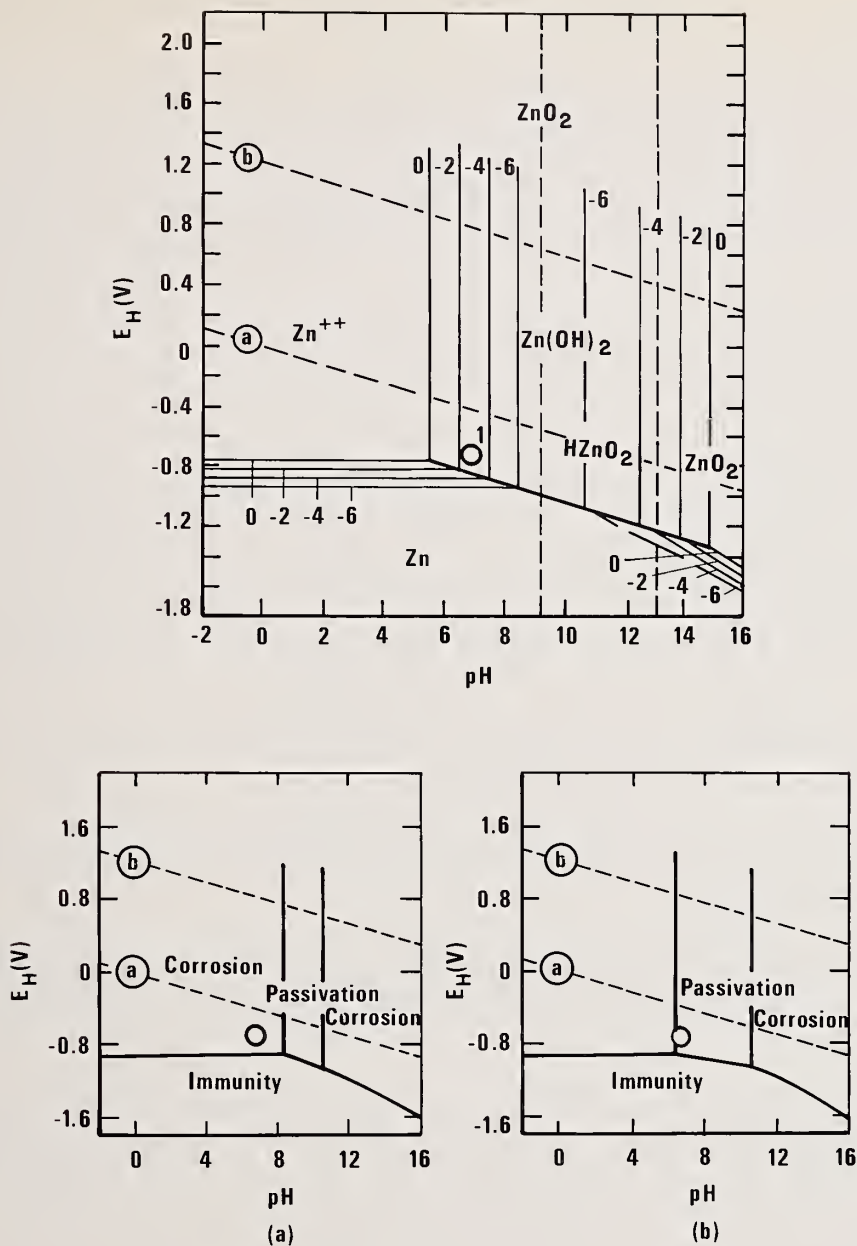 2.0
1.6
1.2
0.8
0.4
0
-0.4
-0.8
-1.2
-1.8
E_H(V)
b
a
ZnO2
0 -2 -4 -6
-6
-4
-2
0
Zn++
Zn(OH)2
1
HZnO2
ZnO2
0 -2 -4 -6
Zn
0
-2
-4
-6
-2 0 2 4 6 8 10 12 14 16
pH
1.6
0.8
0
-0.8
-1.6
E_H(V)
b
a
Corrosion
Passivation
Corrosion
Immunity
0 4 8 12 16
pH
(a)
1.6
0.8
0
-0.8
-1.6
E_H(V)
b
a
Passivation
Corrosion
Immunity
0 4 8 12 16
pH
(b)